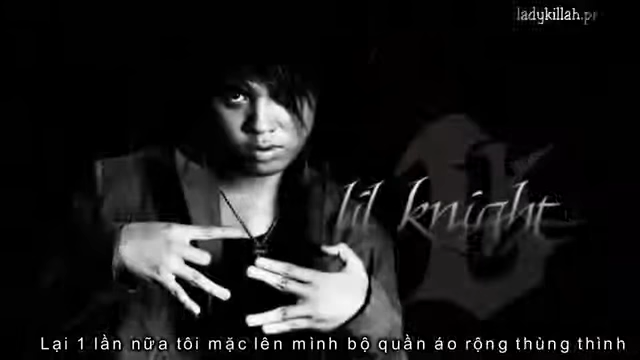 ladykillah.pr
lil knight
Lại 1 lần nữa tôi mặc lên mình bộ quần áo rộng thùng thình